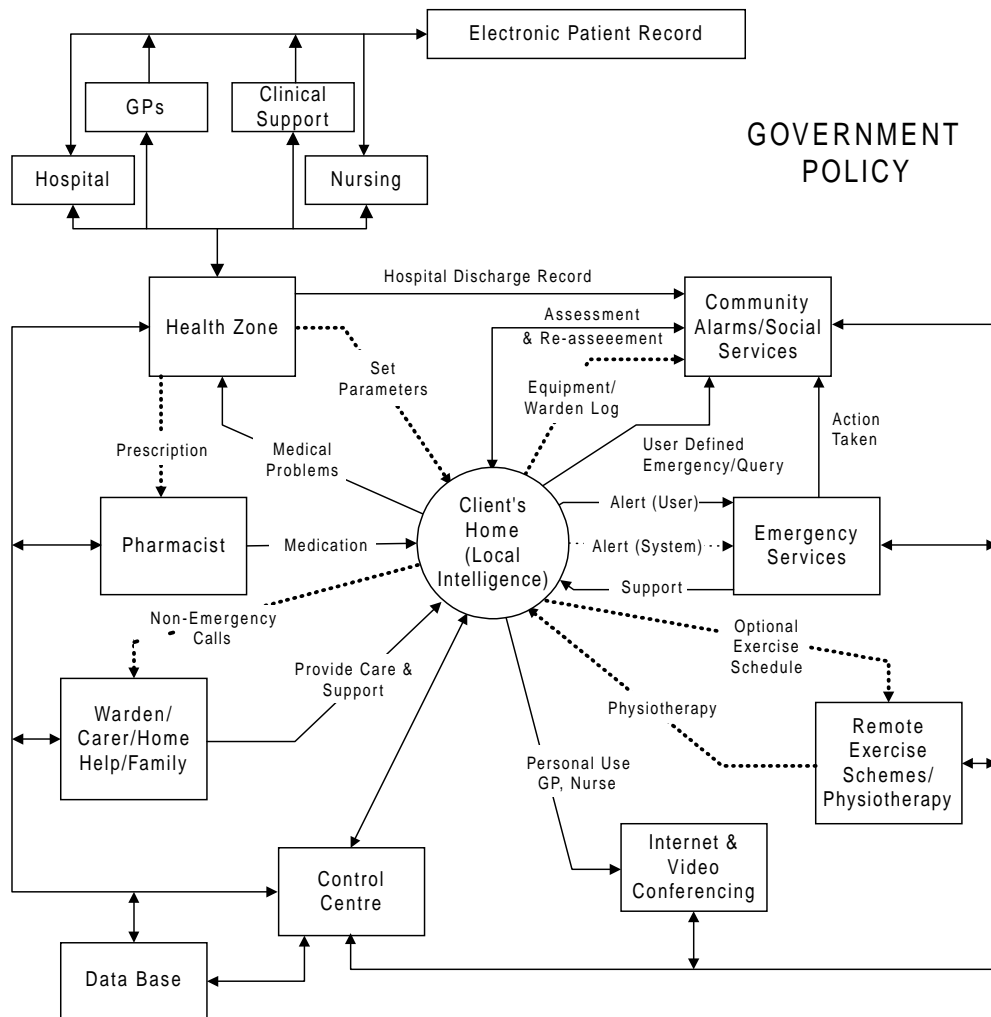 Electronic Patient Record
GPs
Clinical
Support
GOVERNMENT
POLICY
Hospital
Nursing
Hospital Discharge Record
Health Zone
Community
Alarms/Social
Services
Assessment
& Re-asseeement
Set
Parameters
Equipment/
Warden Log
Action
Taken
Prescription
Medical
Problems
User Defined
Emergency/Query
Client's
Home
(Local
Intelligence)
Alert (User)
Pharmacist
Medication
Alert (System)
Emergency
Services
Support
Non-Emergency
Calls
Optional
Exercise
Schedule
Provide Care &
Support
Physiotherapy
Warden/
Carer/Home
Help/Family
Remote
Exercise
Schemes/
Physiotherapy
Personal Use
GP, Nurse
Control
Centre
Internet &
Video
Conferencing
Data Base